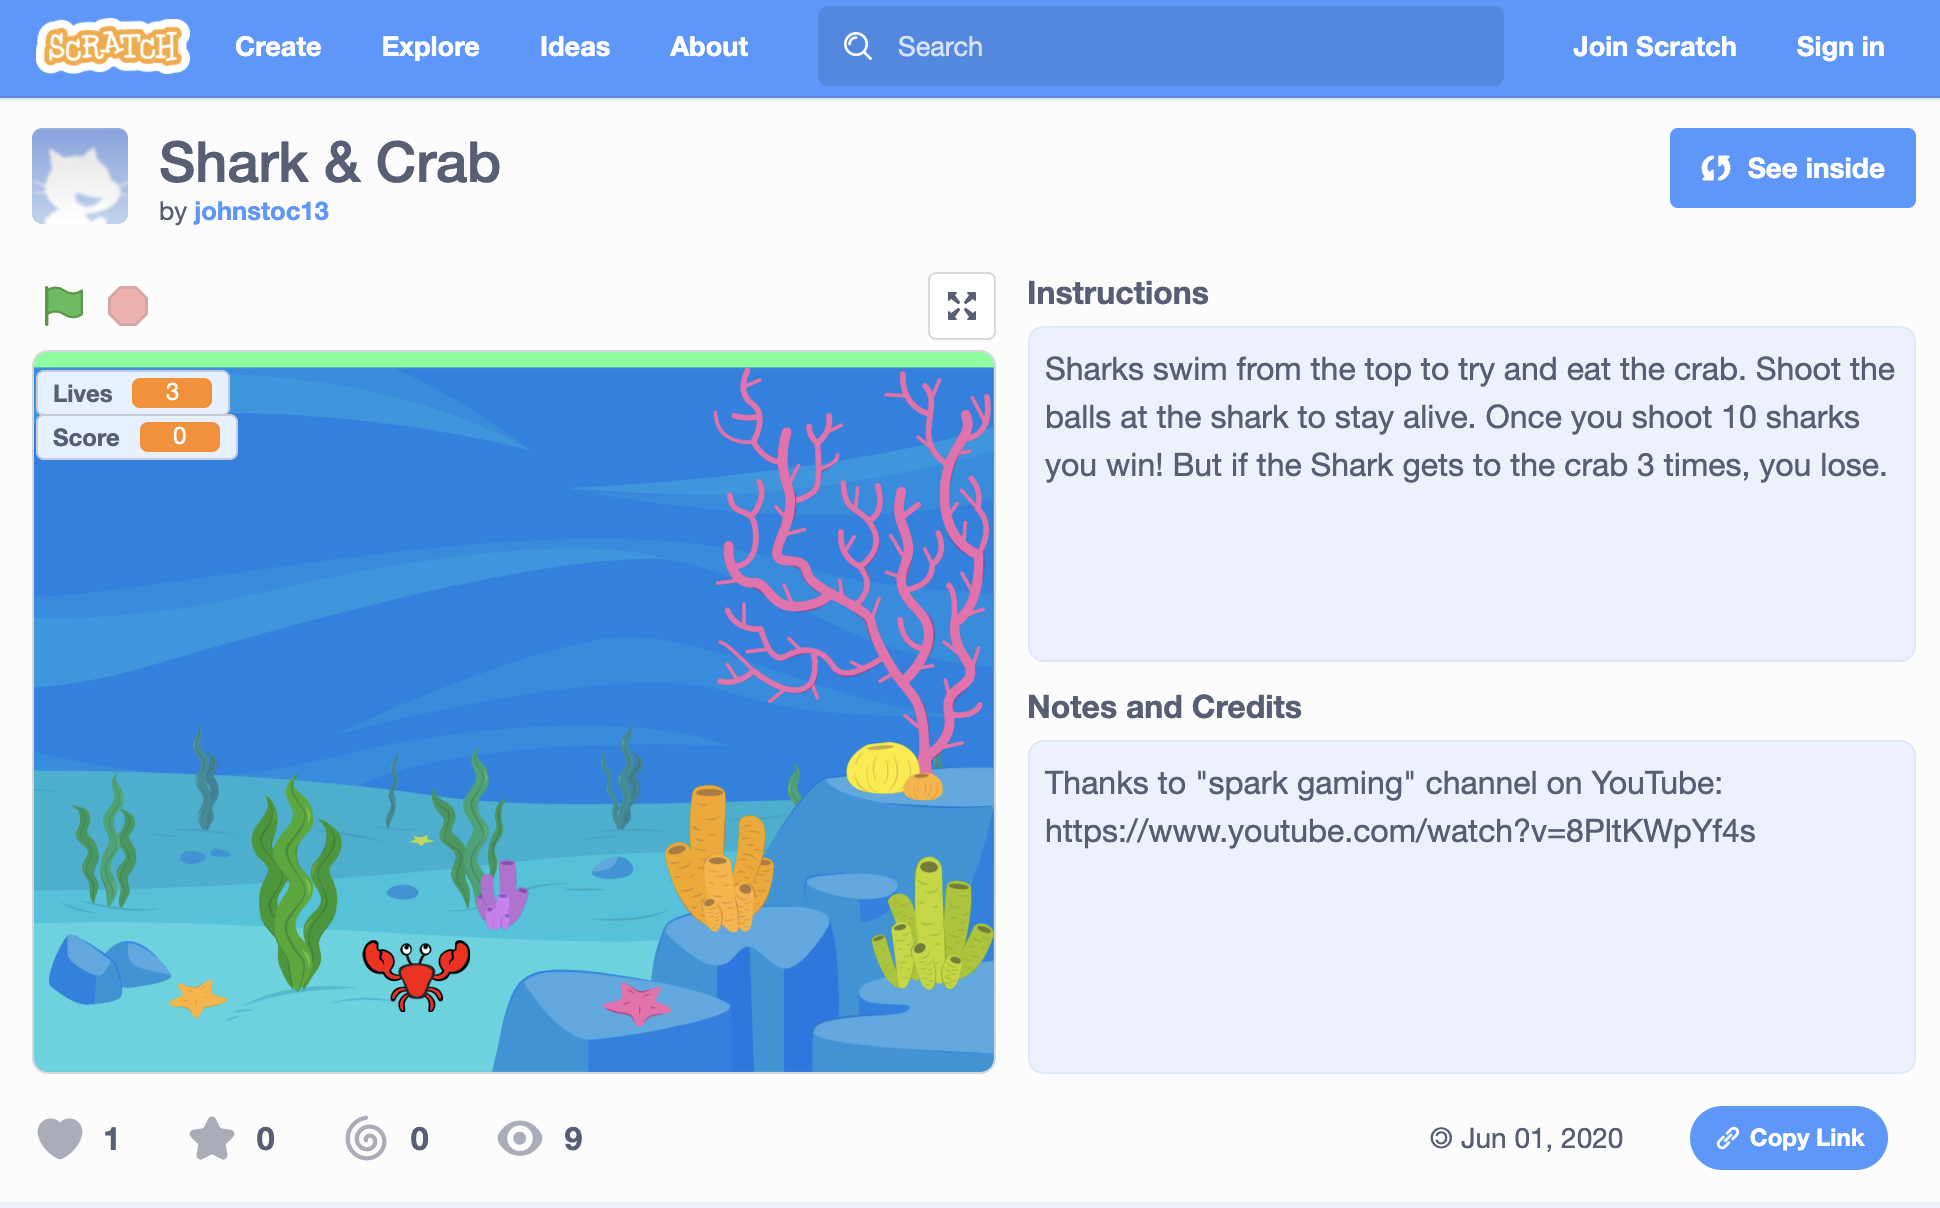 SCRATCH Create Explore Ideas About Search Join Scratch Sign in
Shark & Crab
by johnstoc13
See inside
Instructions
Lives 3
Score 0
Sharks swim from the top to try and eat the crab. Shoot the
balls at the shark to stay alive. Once you shoot 10 sharks
you win! But if the Shark gets to the crab 3 times, you lose.
Notes and Credits
Thanks to "spark gaming" channel on YouTube:
https://www.youtube.com/watch?v=8PltKWpYf4s
1 0 0 9
Jun 01, 2020
Copy Link